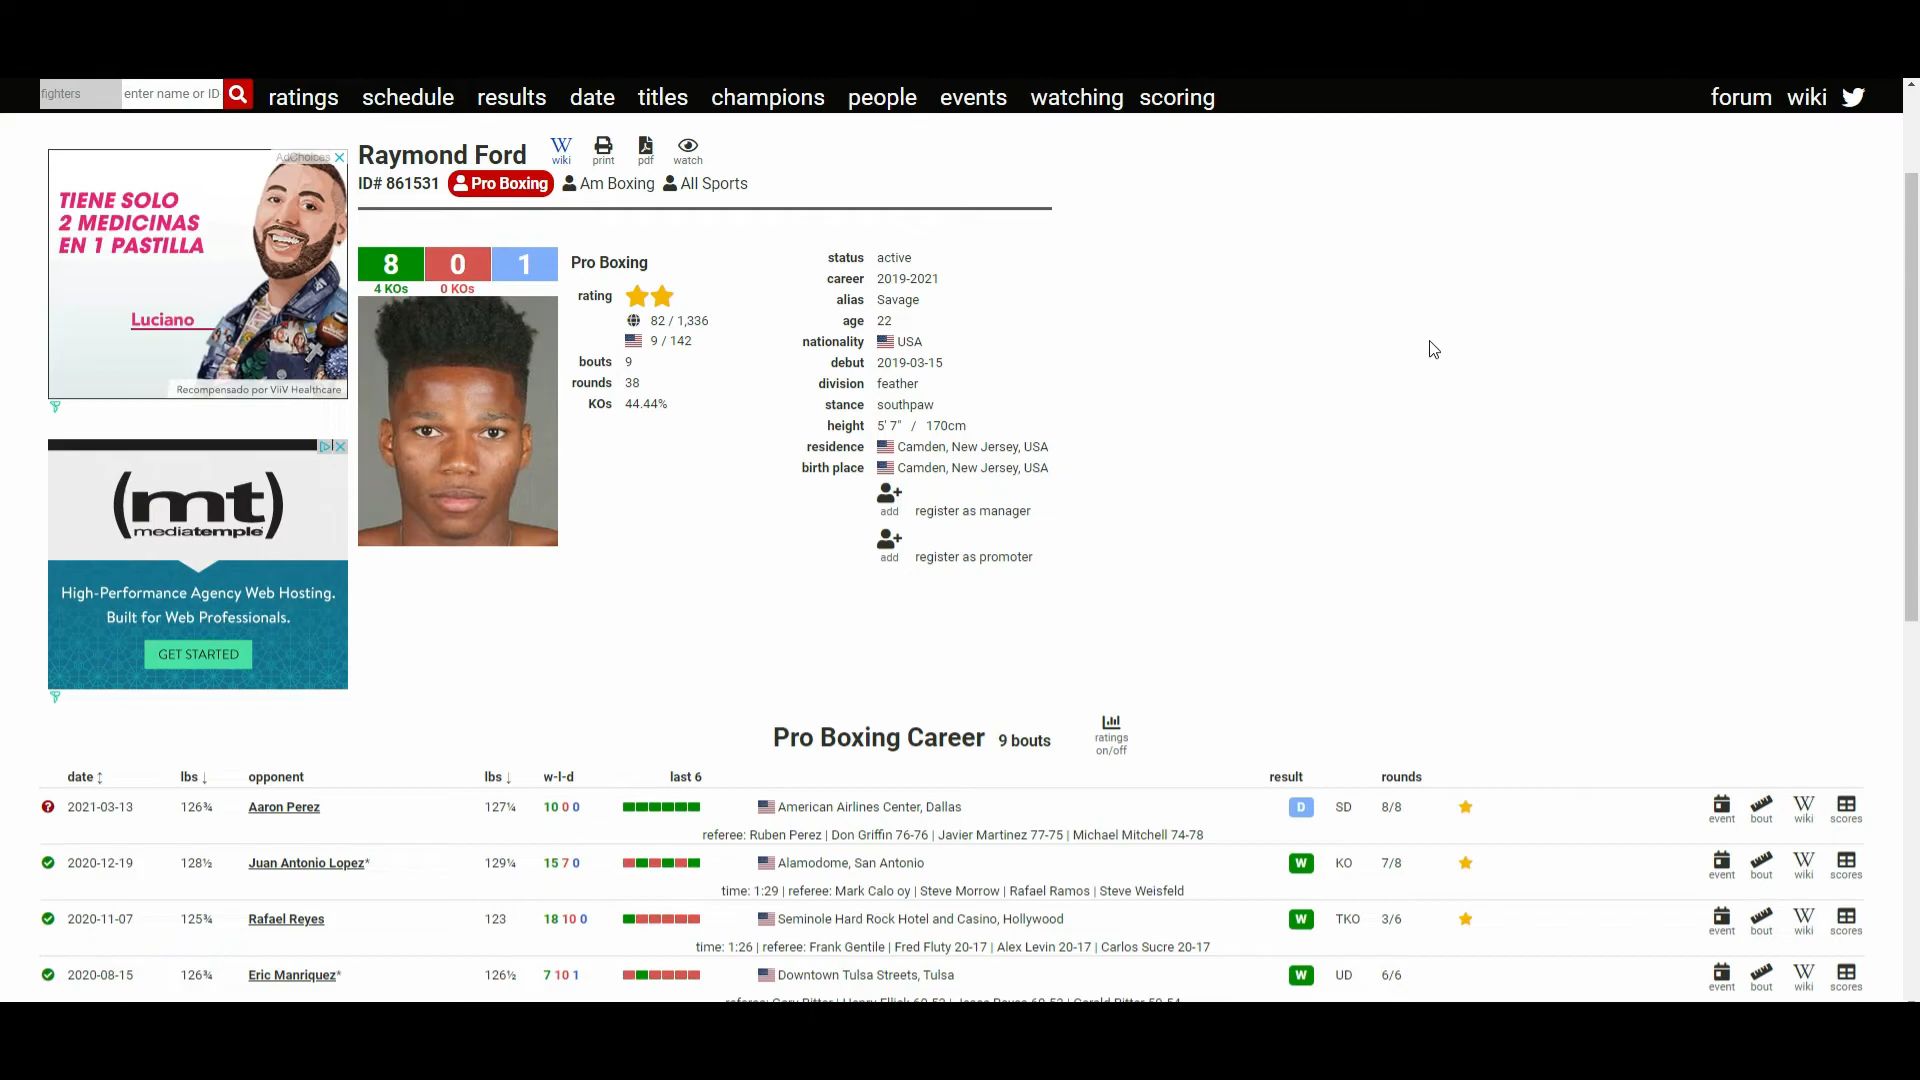 fighters enter name or ID ratings schedule results date titles champions people events watching scoring forum wiki
AdChoices
TIENE SOLO
2 MEDICINAS
EN 1 PASTILLA
Luciano
Recompensado por ViiV Healthcare
(mt)
mediatemple
High-Performance Agency Web Hosting.
Built for Web Professionals.
GET STARTED
Raymond Ford W wiki print pdf watch
ID# 861531 Pro Boxing Am Boxing All Sports
8 0 1
4 KOs 0 KOs
Pro Boxing
rating
82 / 1,336
9 / 142
bouts 9
rounds 38
KOs 44.44%
status active
career 2019-2021
alias Savage
age 22
nationality USA
debut 2019-03-15
division feather
stance southpaw
height 5' 7" / 170cm
residence Camden, New Jersey, USA
birth place Camden, New Jersey, USA
add register as manager
add register as promoter
Pro Boxing Career 9 bouts ratings
on/off
date lbs opponent lbs w-l-d last 6 result rounds
2021-03-13 126¾ Aaron Perez 127¼ 10 0 0 American Airlines Center, Dallas D SD 8/8 event bout wiki scores
referee: Ruben Perez | Don Griffin 76-76 | Javier Martinez 77-75 | Michael Mitchell 74-78
2020-12-19 128½ Juan Antonio Lopez* 129¼ 15 7 0 Alamodome, San Antonio W KO 7/8 event bout wiki scores
time: 1:29 | referee: Mark Calo oy | Steve Morrow | Rafael Ramos | Steve Weisfeld
2020-11-07 125¾ Rafael Reyes 123 18 10 0 Seminole Hard Rock Hotel and Casino, Hollywood W TKO 3/6 event bout wiki scores
time: 1:26 | referee: Frank Gentile | Fred Fluty 20-17 | Alex Levin 20-17 | Carlos Sucre 20-17
2020-08-15 126¾ Eric Manriquez* 126½ 7 10 1 Downtown Tulsa Streets, Tulsa W UD 6/6 event bout wiki scores